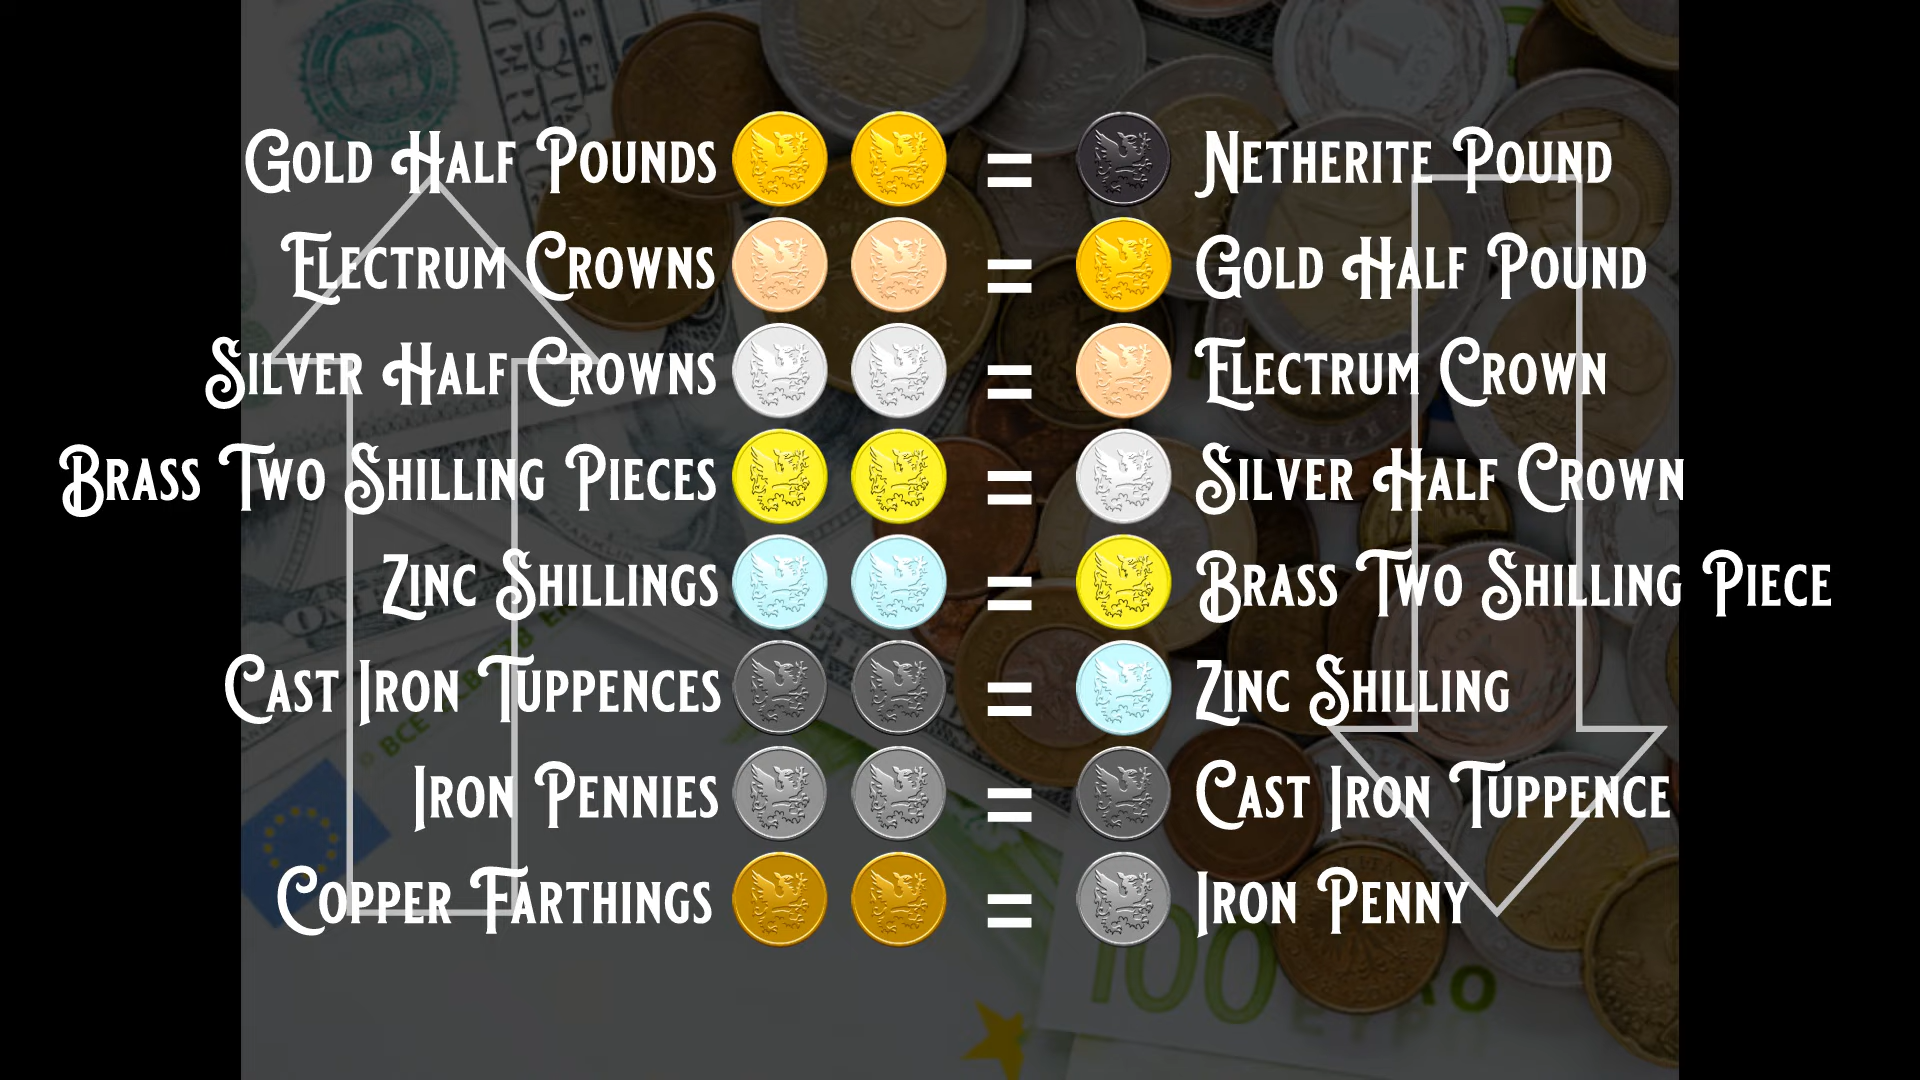 Gold Half Pounds = Netherite Pound
Electrum Crowns = Gold Half Pound
Silver Half Crowns = Electrum Crown
Brass Two Shilling Pieces = Silver Half Crown
Zinc Shillings = Brass Two Shilling Piece
Cast Iron Tuppences = Zinc Shilling
Iron Pennies = Cast Iron Tuppence
Copper Farthings = Iron Penny
100